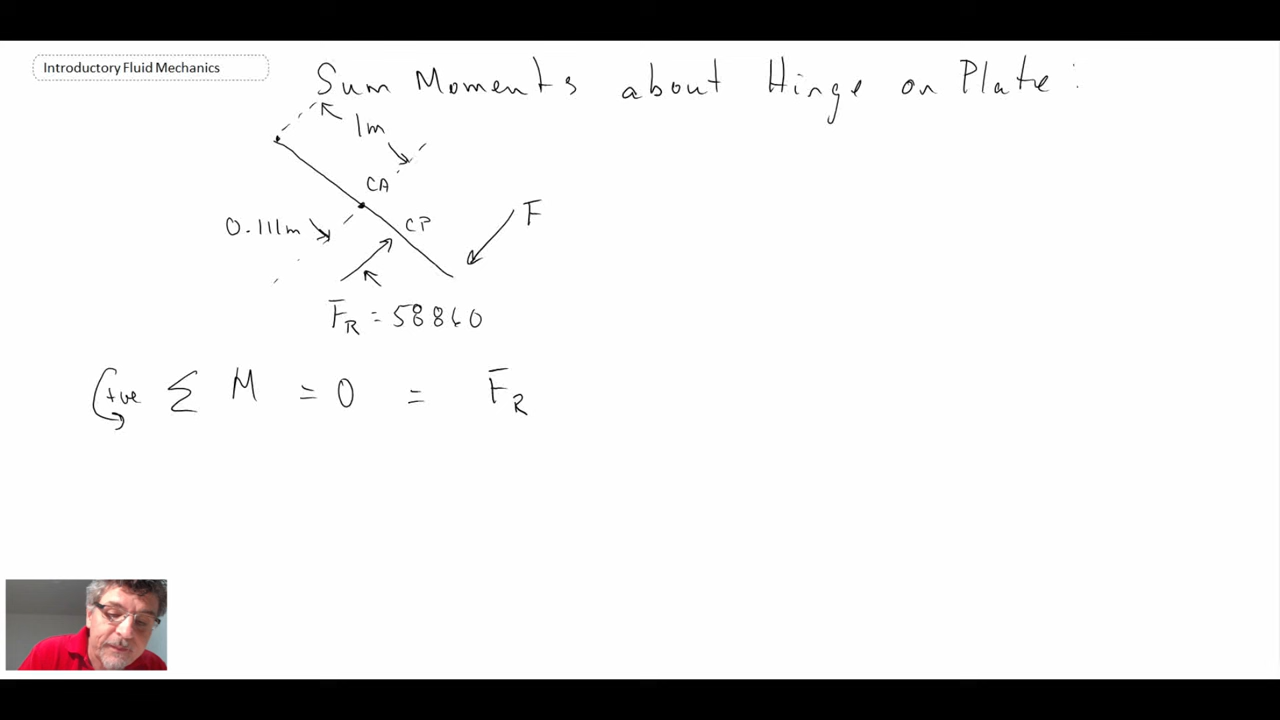 Introductory Fluid Mechanics
Sum Moments about Hinge on Plate:
1m
CA
0.111m
CP
F
F_R = 58860
+ve Σ M = 0 = F_R